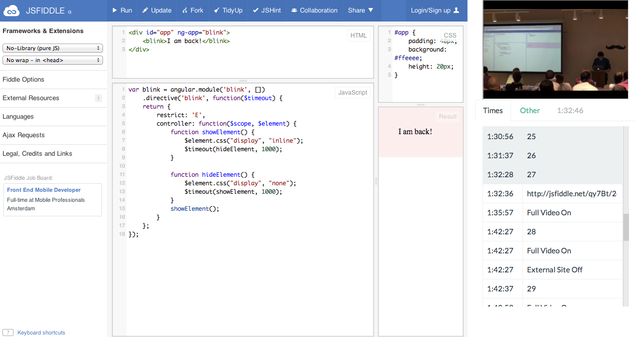 JSFIDDLE α
Run
Update
Fork
TidyUp
JSHint
Collaboration
Share
Login/Sign up
Frameworks & Extensions
No-Library (pure JS)
No wrap - in <head>
Fiddle Options
External Resources
Languages
Ajax Requests
Legal, Credits and Links
JSFiddle Job Board:
Front End Mobile Developer
Full-time at Mobile Professionals
Amsterdam
Keyboard shortcuts
HTML
1 <div id="app" ng-app="blink">
2 <blink>I am back!</blink>
3 </div>
JavaScript
1 var blink = angular.module('blink', [])
2 .directive('blink', function($timeout) {
3 return {
4 restrict: 'E',
5 controller: function($scope, $element) {
6 function showElement() {
7 $element.css("display", "inline");
8 $timeout(hideElement, 1000);
9 }
10
11 function hideElement() {
12 $element.css("display", "none");
13 $timeout(showElement, 1000);
14 }
15 showElement();
16 }
17 };
18 });
CSS
1 #app {
2 padding:
3 background:
#ffeeee;
4 height: 20px;
5 }
Result
I am back!
Times
Other
1:32:46
1:30:56 25
1:31:37 26
1:32:28 27
1:32:36 http://jsfiddle.net/qy7Bt/2
1:35:57 Full Video On
1:42:27 28
1:42:27 Full Video On
1:42:27 External Site Off
1:42:37 29